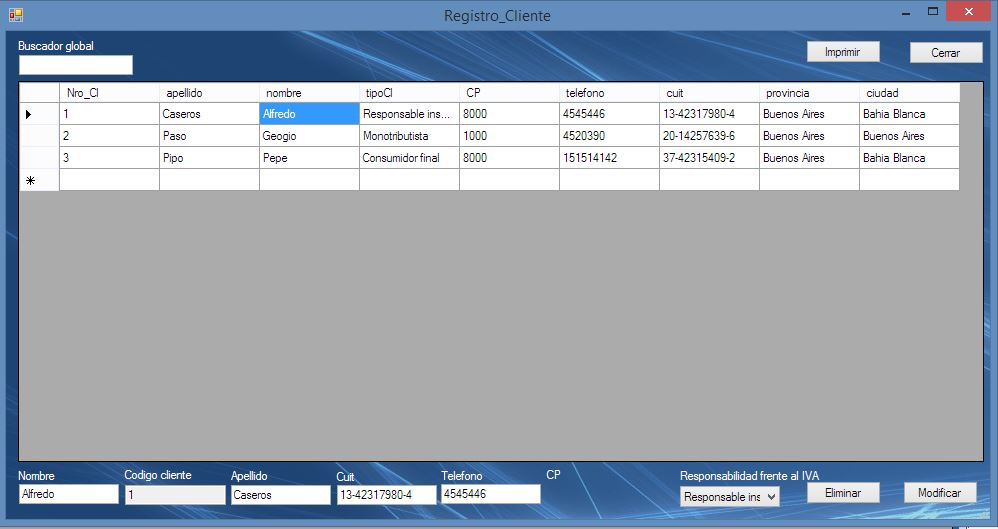 Registro_Cliente
Buscador global
Imprimir
Cerrar
Nro_Cl apellido nombre tipoCl CP telefono cuit provincia ciudad
1 Caseros Alfredo Responsable ins... 8000 4545446 13-42317980-4 Buenos Aires Bahia Blanca
2 Paso Geogio Monotributista 1000 4520390 20-14257639-6 Buenos Aires Buenos Aires
3 Pipo Pepe Consumidor final 8000 151514142 37-42315409-2 Buenos Aires Bahia Blanca
Nombre Codigo cliente Apellido Cuit Telefono CP Responsabilidad frente al IVA
Alfredo 1 Caseros 13-42317980-4 4545446 Responsable ins Eliminar Modificar